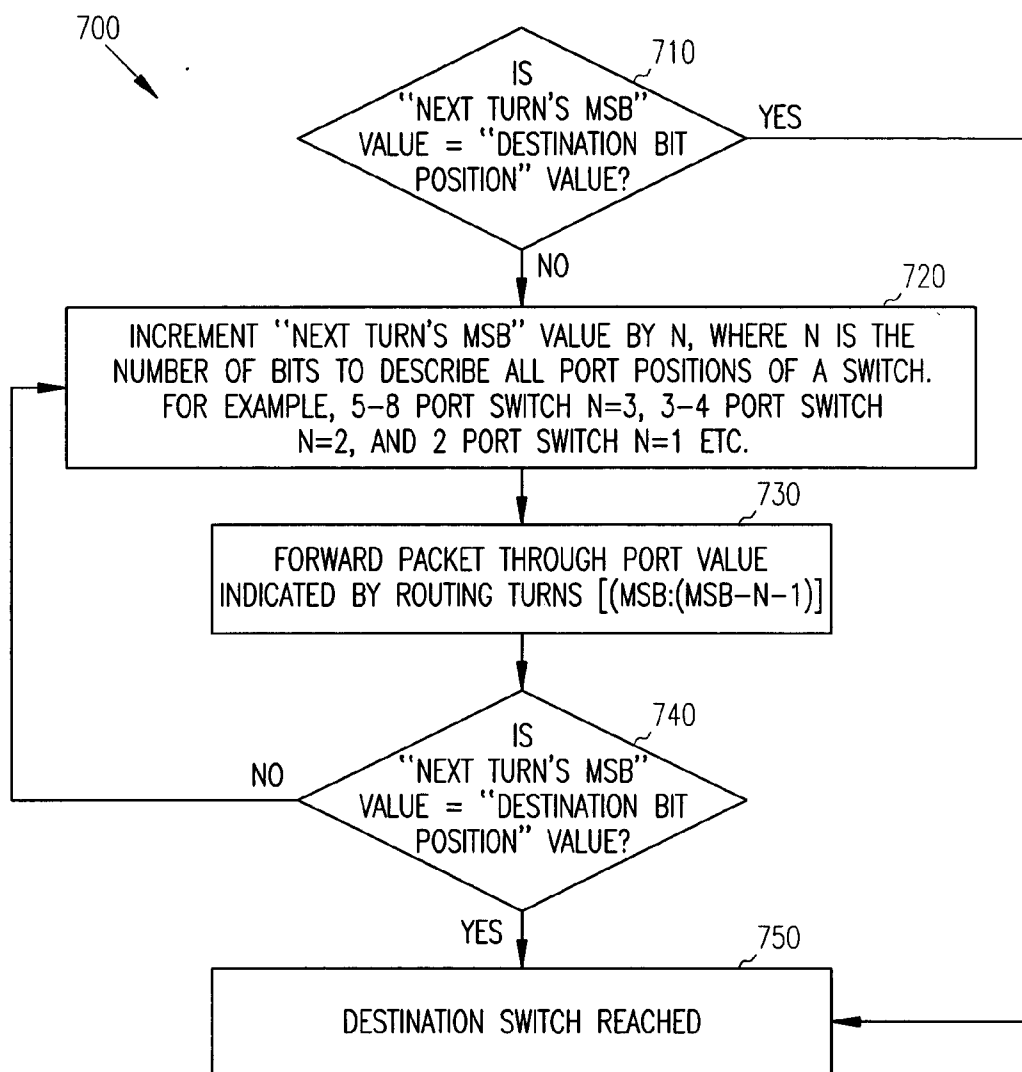 700
710
IS
"NEXT TURN'S MSB"
VALUE = "DESTINATION BIT
POSITION" VALUE?
YES
NO
720
INCREMENT "NEXT TURN'S MSB" VALUE BY N, WHERE N IS THE
NUMBER OF BITS TO DESCRIBE ALL PORT POSITIONS OF A SWITCH.
FOR EXAMPLE, 5-8 PORT SWITCH N=3, 3-4 PORT SWITCH
N=2, AND 2 PORT SWITCH N=1 ETC.
730
FORWARD PACKET THROUGH PORT VALUE
INDICATED BY ROUTING TURNS [(MSB:(MSB-N-1)]
740
IS
"NEXT TURN'S MSB"
VALUE = "DESTINATION BIT
POSITION" VALUE?
NO
YES
750
DESTINATION SWITCH REACHED